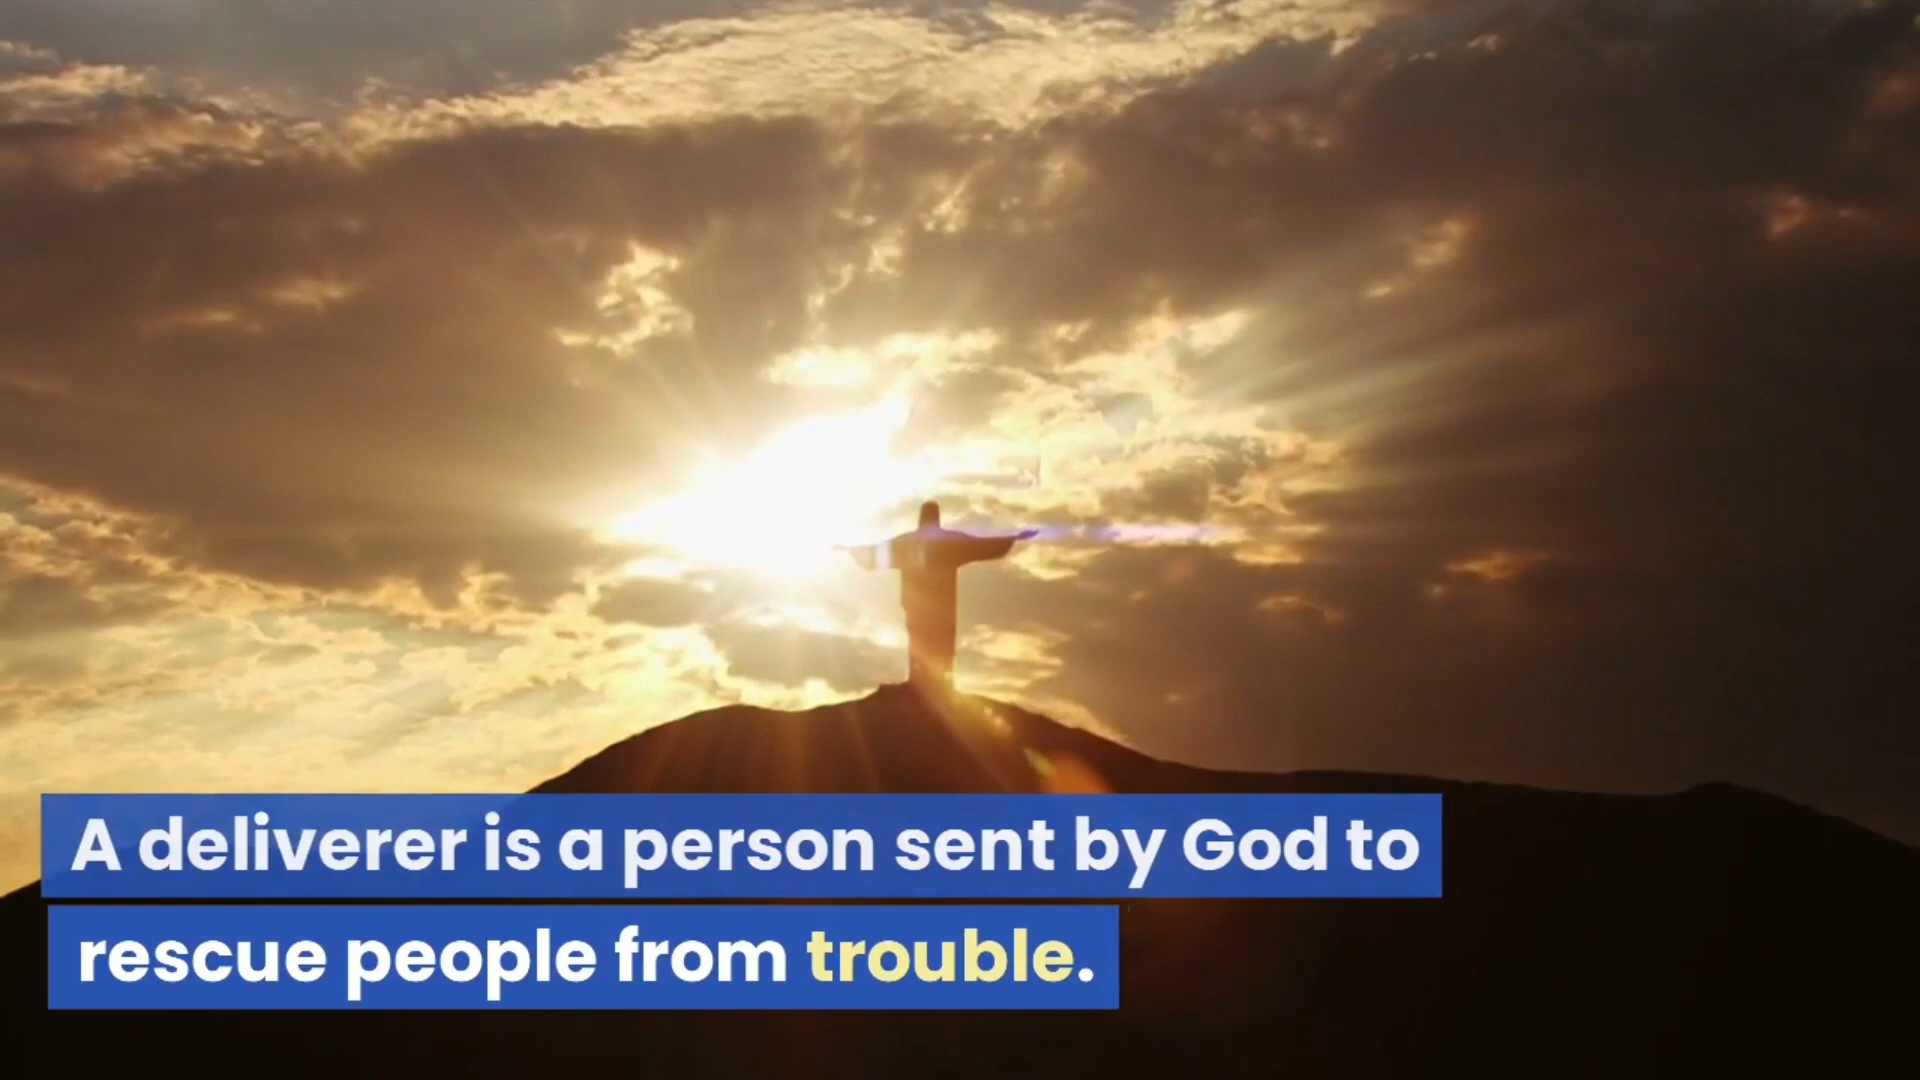 A deliverer is a person sent by God to
rescue people from trouble.